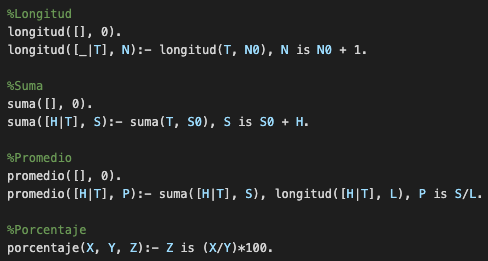 %Longitud
longitud([], 0).
longitud([_|T], N):- longitud(T, N0), N is N0 + 1.
%Suma
suma([], 0).
suma([H|T], S):- suma(T, S0), S is S0 + H.
%Promedio
promedio([], 0).
promedio([H|T], P):- suma([H|T], S), longitud([H|T], L), P is S/L.
%Porcentaje
porcentaje(X, Y, Z):- Z is (X/Y)*100.